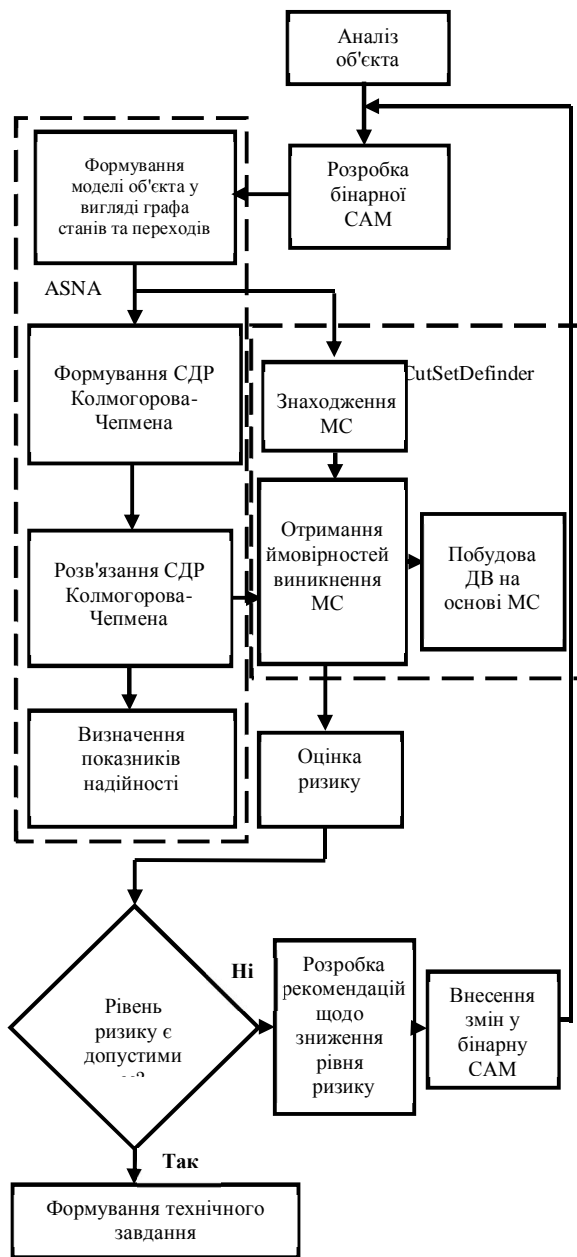 Аналіз
об'єкта
Формування
моделі об'єкта у
вигляді графа
станів та переходів
Розробка
бінарної
САМ
ASNA
Формування СДР
Колмогорова-
Чепмена
CutSetDefinder
Знаходження
МС
Розв'язання СДР
Колмогорова-
Чепмена
Отримання
ймовірностей
виникнення
МС
Побудова
ДВ на
основі МС
Визначення
показників
надійності
Оцінка
ризику
Рівень
ризику є
допустими
Ні
Розробка
рекомендацій
щодо
зниження
рівня
ризику
Внесення
змін у
бінарну
САМ
Так
Формування технічного
завдання